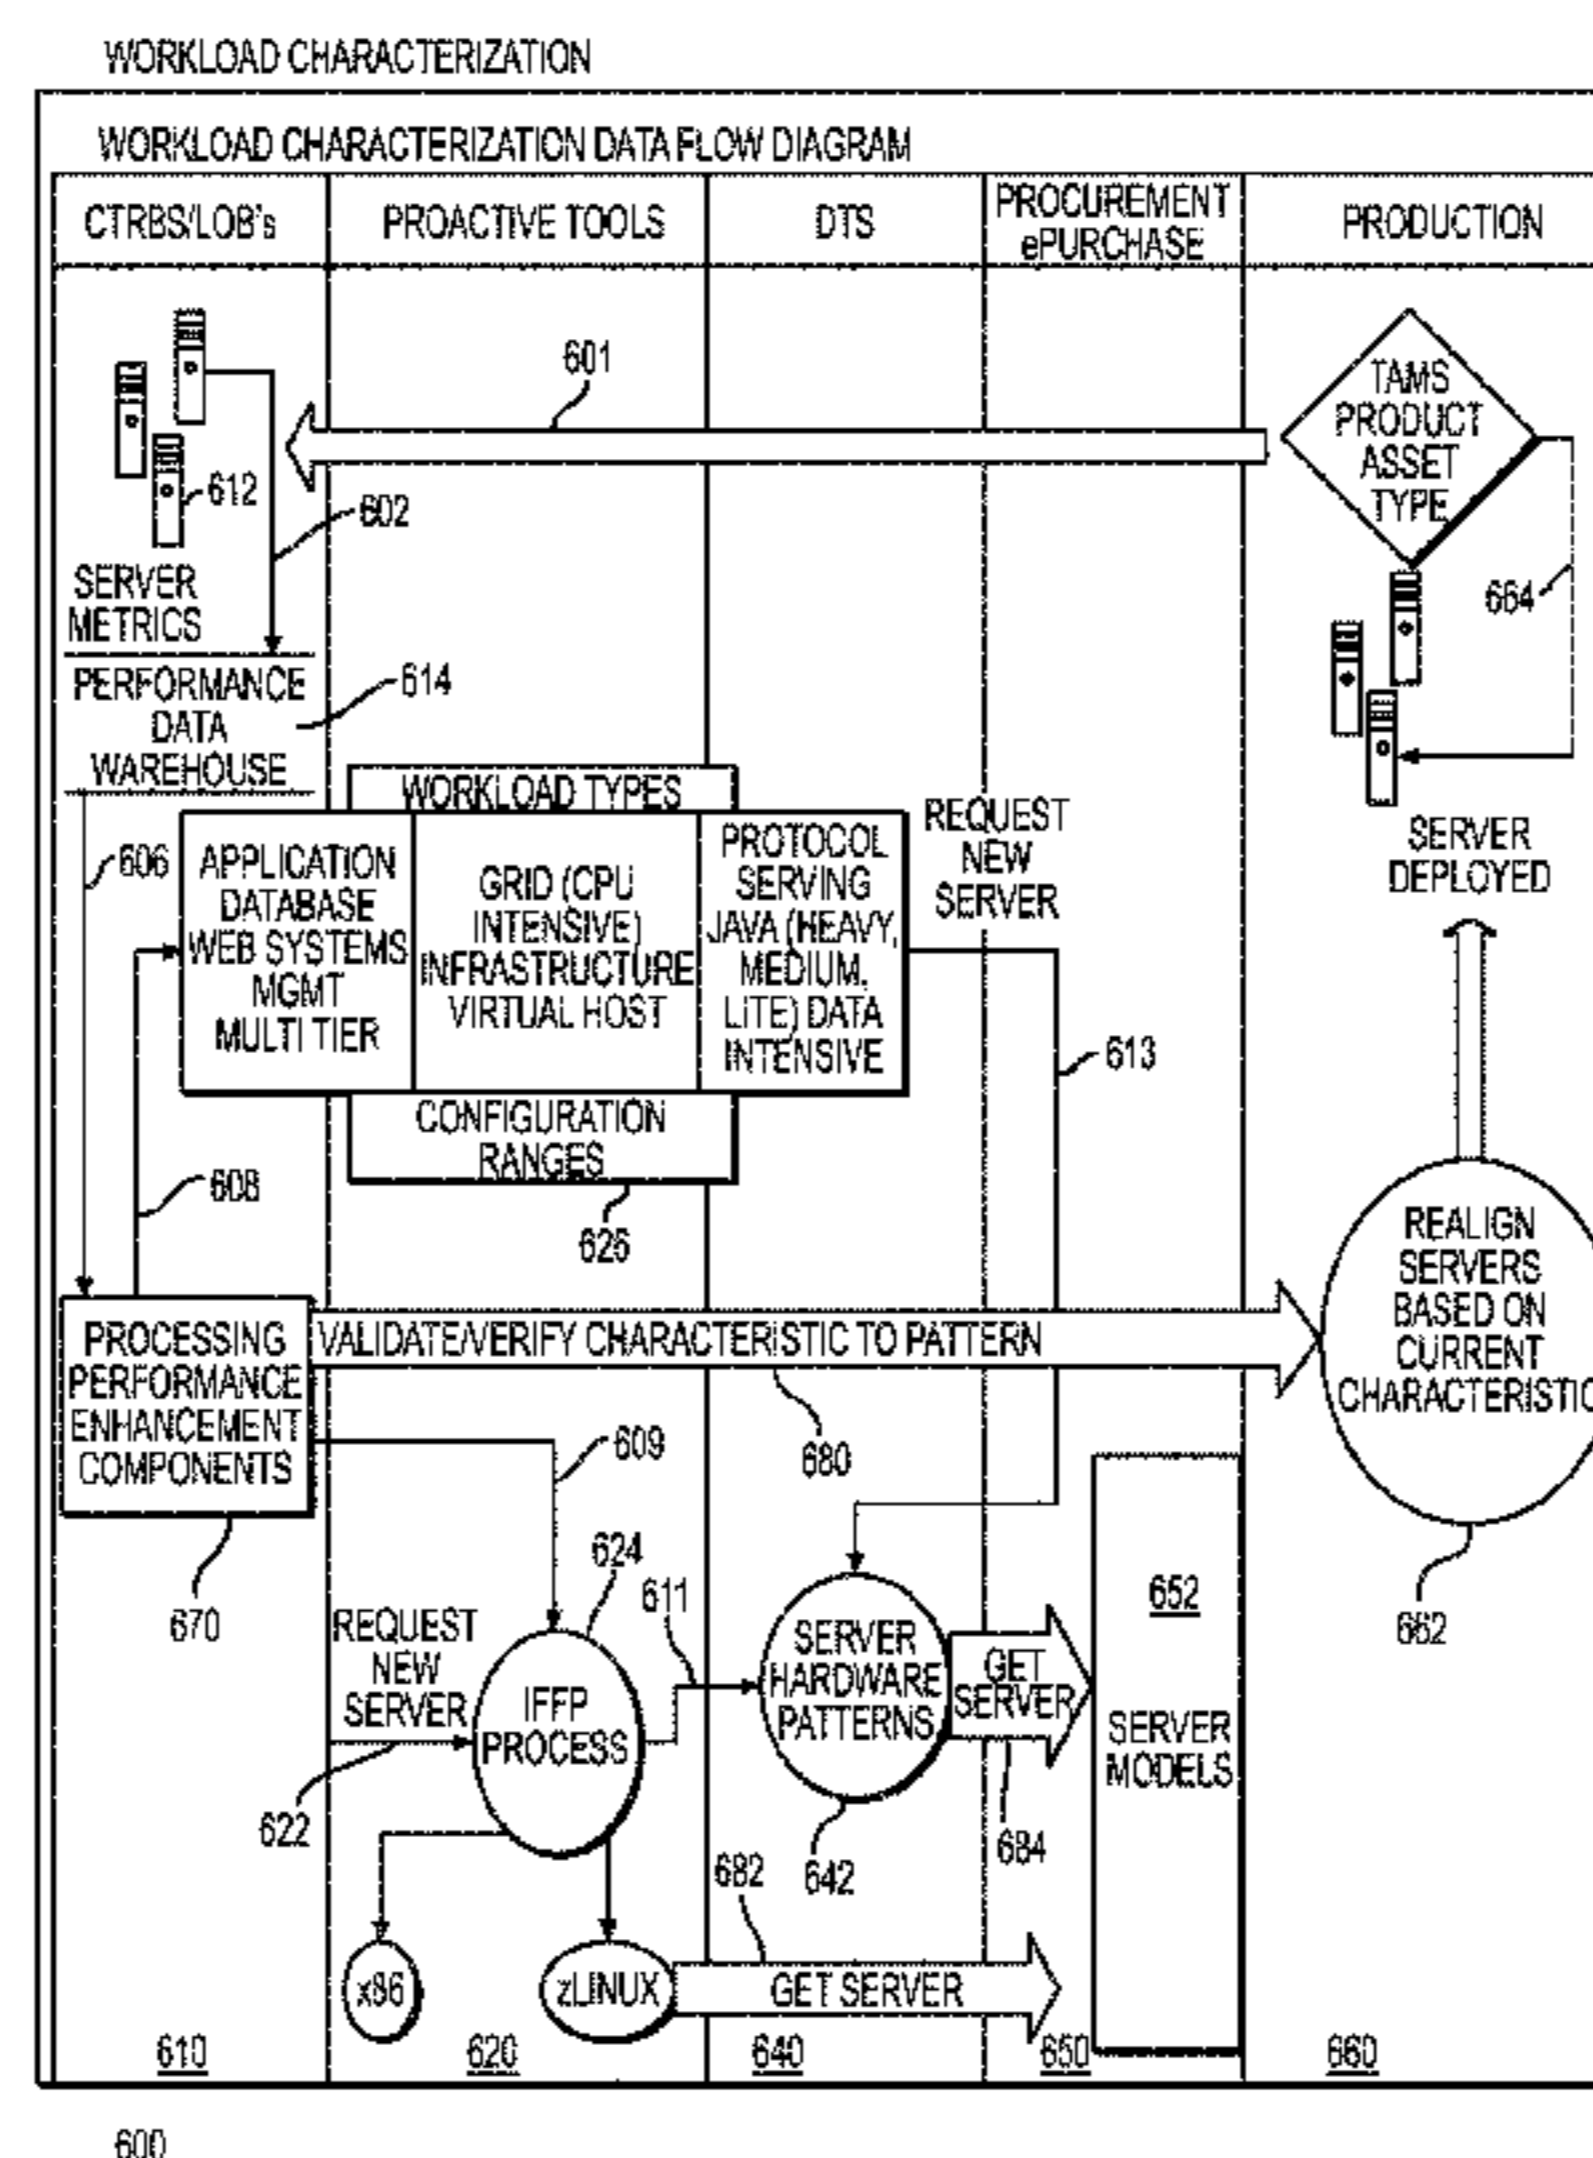 WORKLOAD CHARACTERIZATION
WORKLOAD CHARACTERIZATION DATA FLOW DIAGRAM
CTRBS/LOB's
PROACTIVE TOOLS
DTS
PROCUREMENT
ePURCHASE
PRODUCTION
601
TAMS
PRODUCT
ASSET
TYPE
612
602
664
SERVER
METRICS
PERFORMANCE
DATA
WAREHOUSE
614
SERVER
DEPLOYED
606
WORKLOAD TYPES
APPLICATION
DATABASE
WEB SYSTEMS
MGMT
MULTI TIER
GRID (CPU
INTENSIVE)
INFRASTRUCTURE
VIRTUAL HOST
PROTOCOL
SERVING
JAVA (HEAVY,
MEDIUM,
LITE) DATA
INTENSIVE
REQUEST
NEW
SERVER
613
CONFIGURATION
RANGES
608
626
REALIGN
SERVERS
BASED ON
CURRENT
CHARACTERISTIC
PROCESSING
PERFORMANCE
ENHANCEMENT
COMPONENTS
VALIDATE/VERIFY CHARACTERISTIC TO PATTERN
609
680
670
624
611
652
662
REQUEST
NEW
SERVER
IFFP
PROCESS
SERVER
HARDWARE
PATTERNS
GET
SERVER
SERVER
MODELS
622
642
684
682
x86
zLINUX
GET SERVER
610
620
640
650
660
600